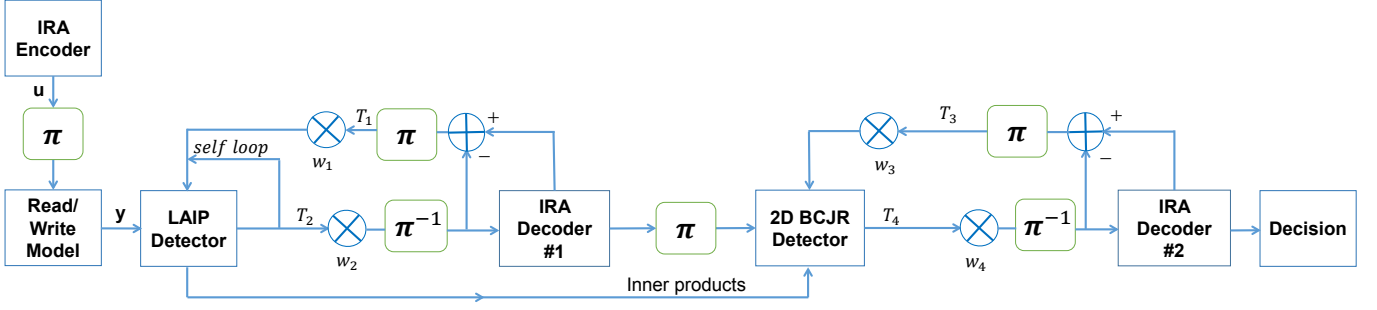 IRA
Encoder
u
π
Read/
Write
Model
y
LAIP
Detector
self loop
w₁
T₁
π
+
−
T₂
w₂
π⁻¹
IRA
Decoder
#1
π
Inner products
2D BCJR
Detector
w₃
T₃
π
+
−
T₄
w₄
π⁻¹
IRA
Decoder
#2
Decision